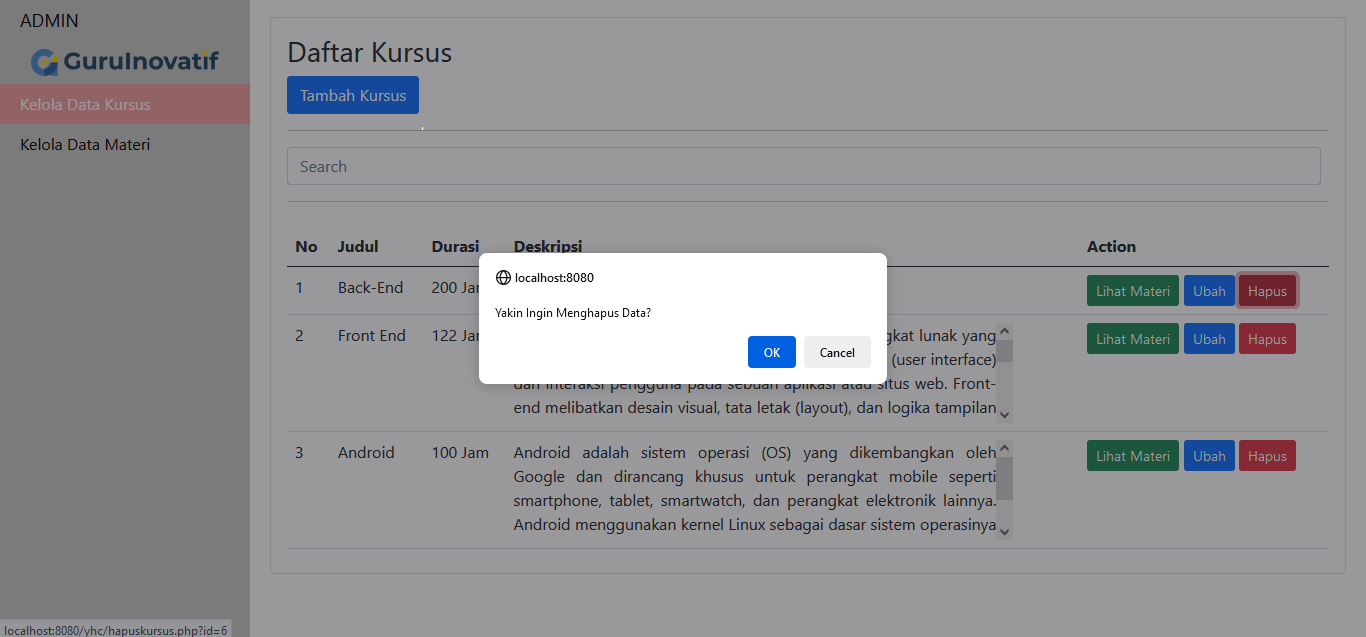 ADMIN
GuruInovatif
Kelola Data Kursus
Kelola Data Materi
Daftar Kursus
Tambah Kursus
Search
No Judul Durasi Deskripsi Action
1 Back-End 200 Lihat Materi Ubah Hapus
localhost:8080
Yakin Ingin Menghapus Data?
OK Cancel
2 Front End 122 lunak yang Lihat Materi Ubah Hapus
(user interface)
dan interaksi pengguna pada sebuah aplikasi atau situs web. Front-
end melibatkan desain visual, tata letak (layout), dan logika tampilan
3 Android 100 Jam Android adalah sistem operasi (OS) yang dikembangkan oleh Lihat Materi Ubah Hapus
Google dan dirancang khusus untuk perangkat mobile seperti
smartphone, tablet, smartwatch, dan perangkat elektronik lainnya.
Android menggunakan kernel Linux sebagai dasar sistem operasinya
localhost:8080/yhc/hapuskursus.php?id=6